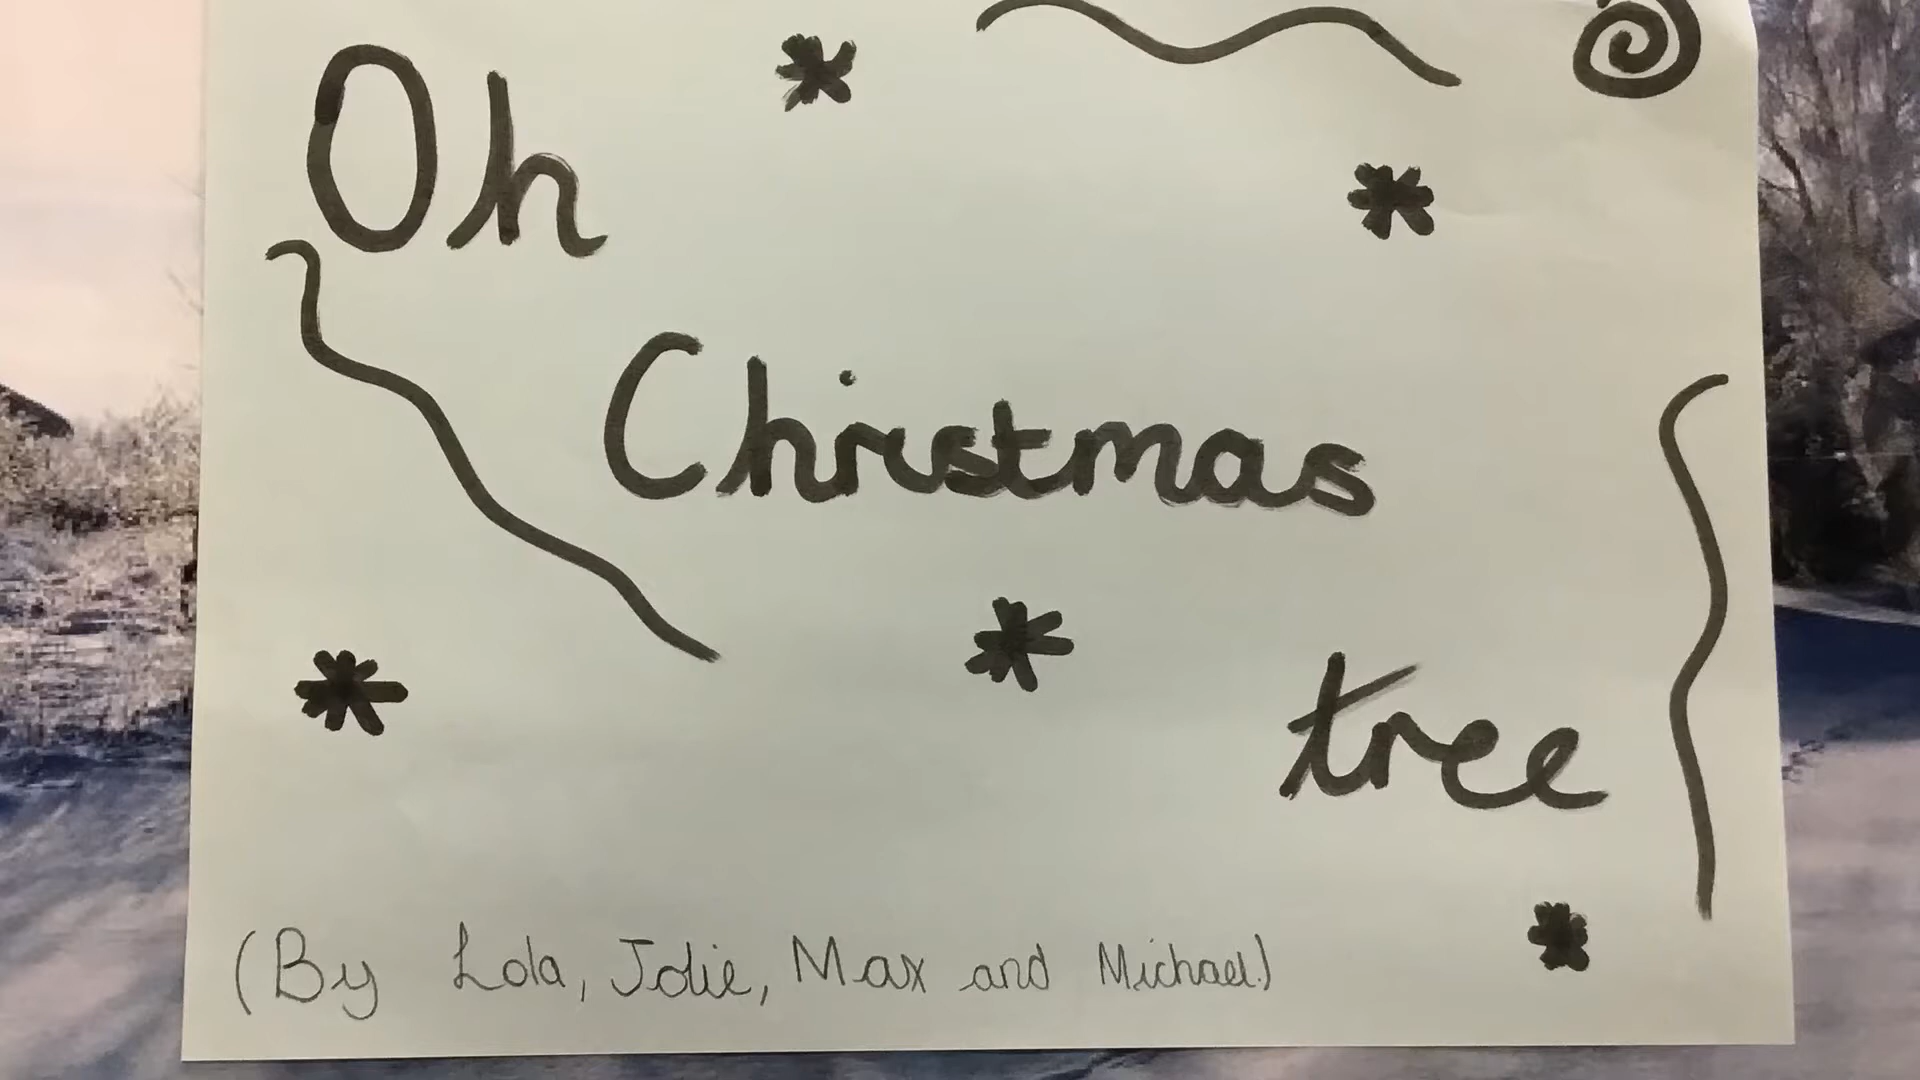 Oh
Christmas
tree
(By Lola, Jolie, Max and Michael.)